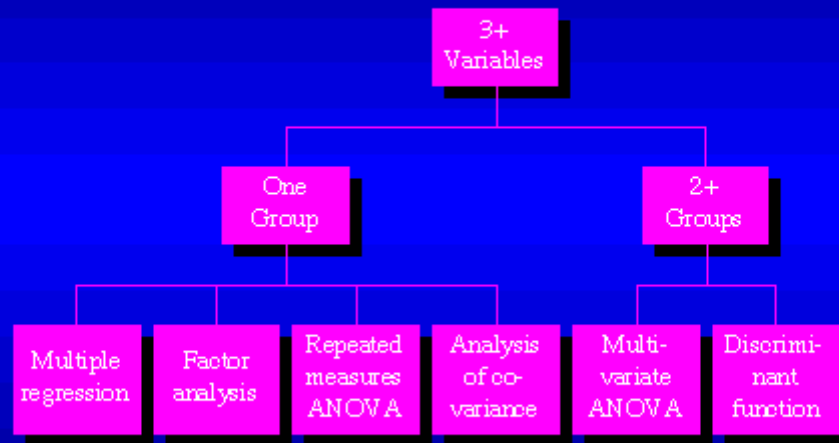 3+
Variables
One
Group
2+
Groups
Multiple
regression
Factor
analysis
Repeated
measures
ANOVA
Analysis
of co-
variance
Multi-
variate
ANOVA
Discrimi-
nant
function